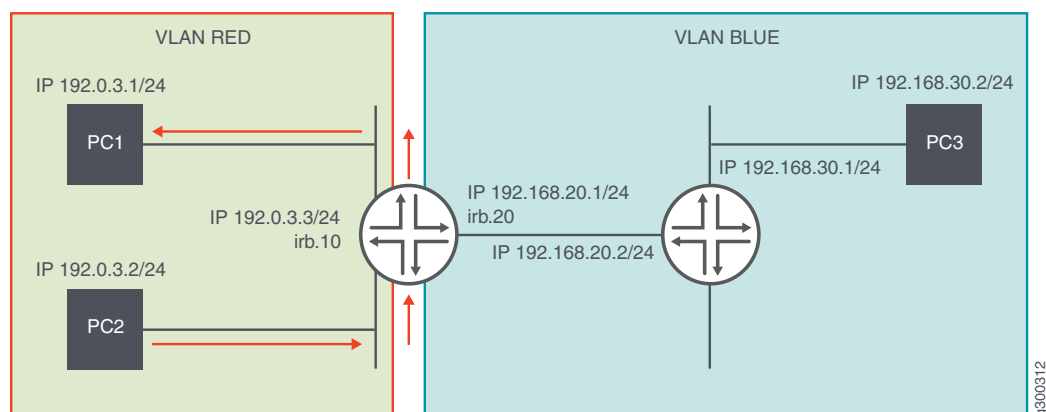 VLAN RED
VLAN BLUE
IP 192.0.3.1/24
PC1
IP 192.168.30.2/24
PC3
IP 192.168.30.1/24
IP 192.168.20.1/24
irb.20
IP 192.0.3.3/24
irb.10
IP 192.168.20.2/24
IP 192.0.3.2/24
PC2
g300312